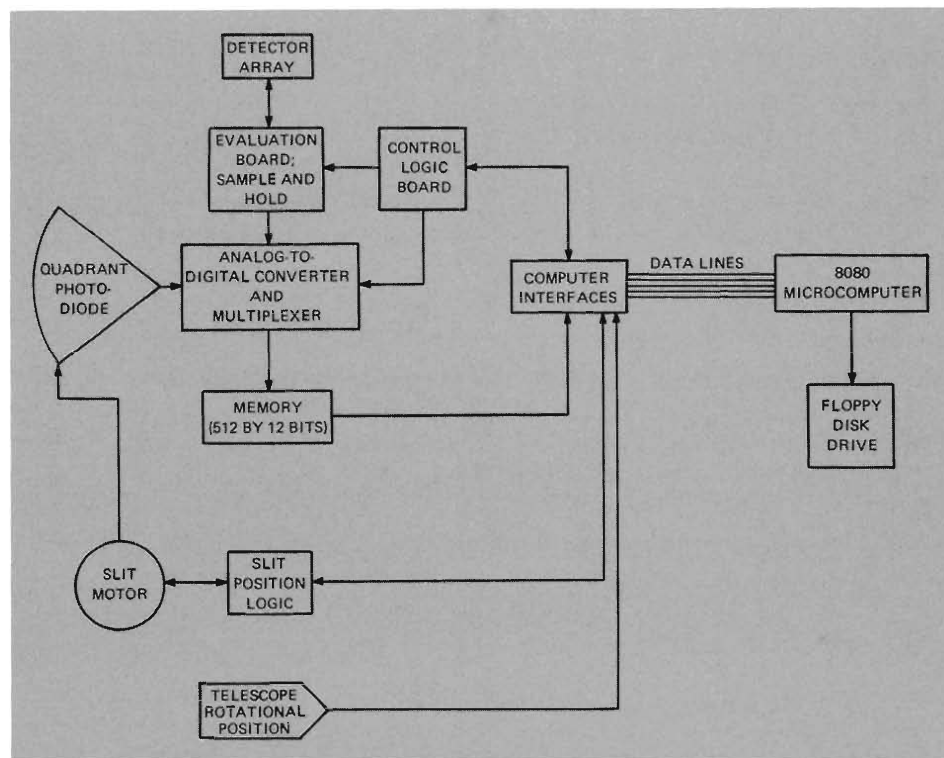 DETECTOR
ARRAY
EVALUATION
BOARD;
SAMPLE AND
HOLD
CONTROL
LOGIC
BOARD
QUADRANT
PHOTO-
DIODE
ANALOG-TO-
DIGITAL CONVERTER
AND
MULTIPLEXER
COMPUTER
INTERFACES
DATA LINES
8080
MICROCOMPUTER
MEMORY
(512 BY 12 BITS)
FLOPPY
DISK
DRIVE
SLIT
MOTOR
SLIT
POSITION
LOGIC
TELESCOPE
ROTATIONAL
POSITION